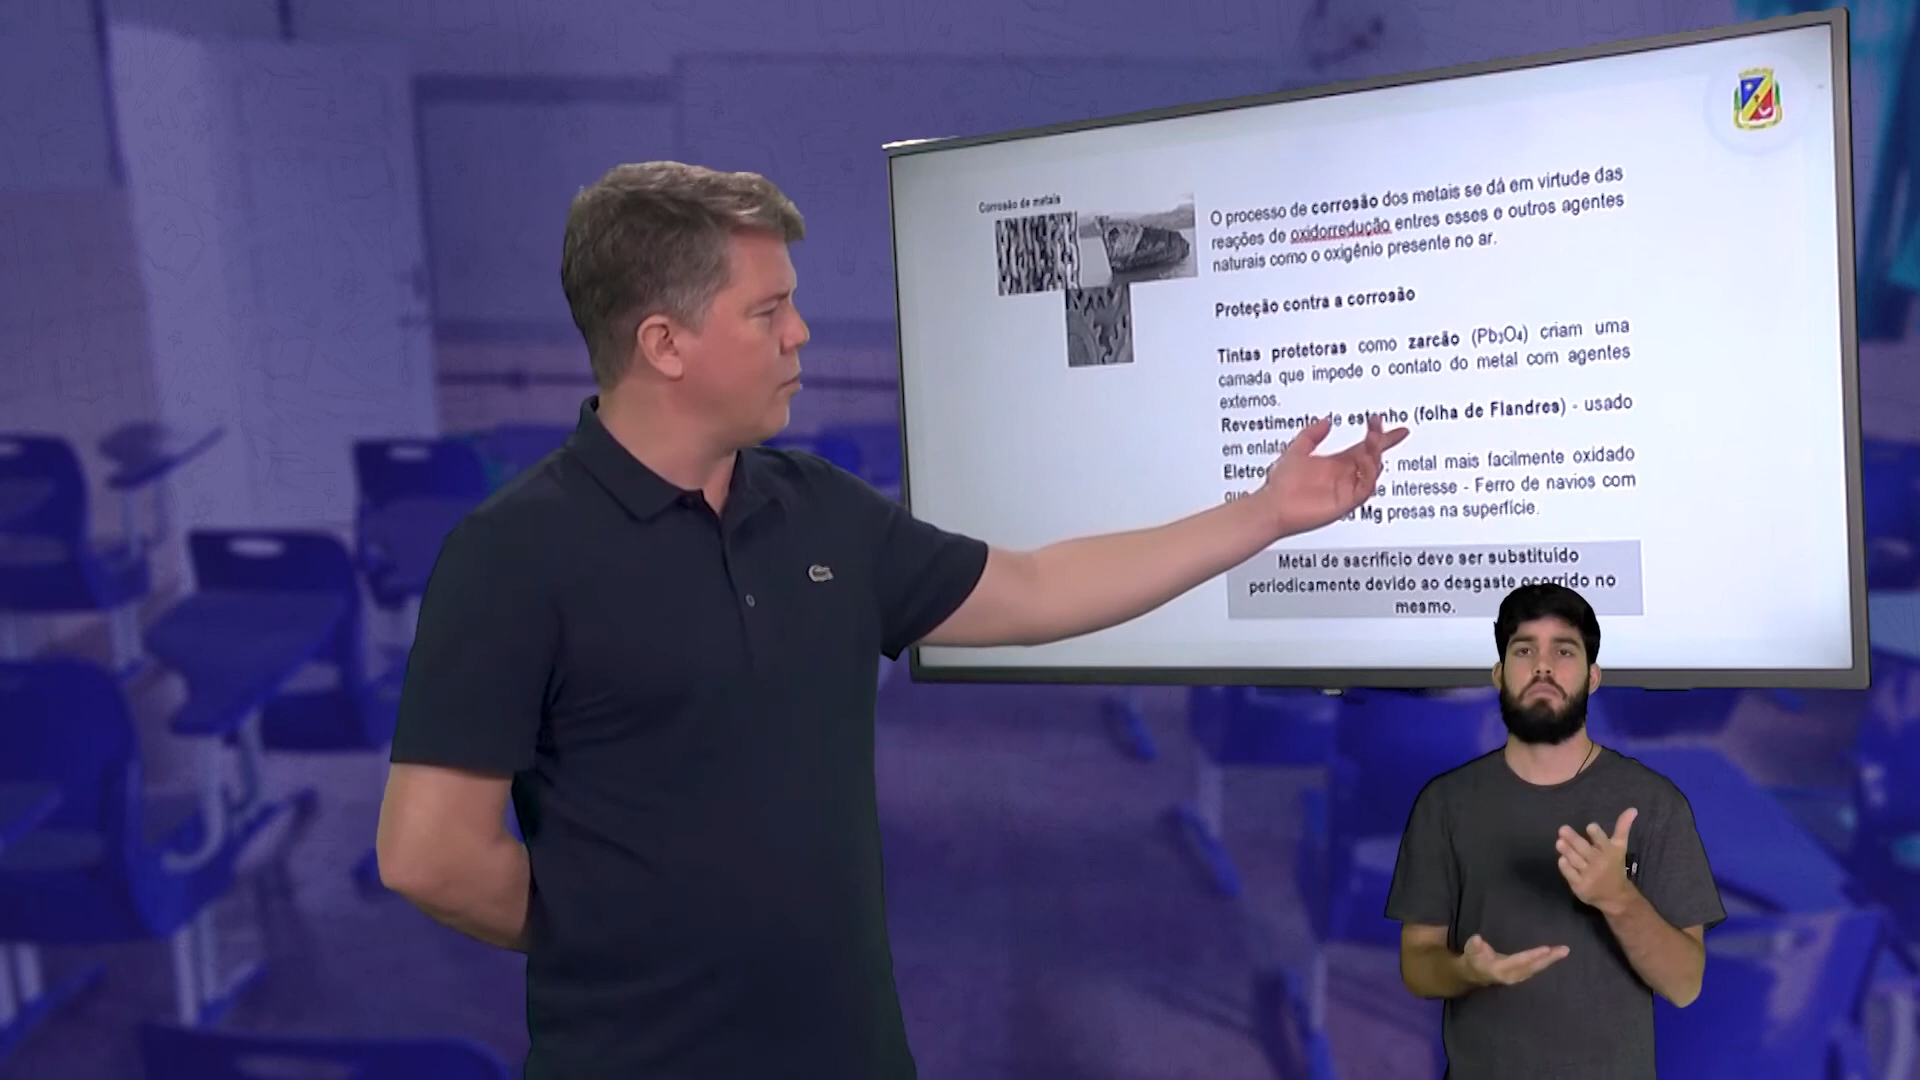 Corrosão de metais
O processo de corrosão dos metais se dá em virtude das
reações de oxidorredução entres esses e outros agentes
naturais como o oxigênio presente no ar.
Proteção contra a corrosão
Tintas protetoras como zarcão (Pb₃O₄) criam uma
camada que impede o contato do metal com agentes
externos.
Revestimento de estanho (folha de Flandres) - usado
em
: metal mais facilmente oxidado
interesse - Ferro de navios com
Mg presas na superfície.
Metal de sacrifício deve ser substituído
periodicamente devido ao desgaste ocorrido no
mesmo.